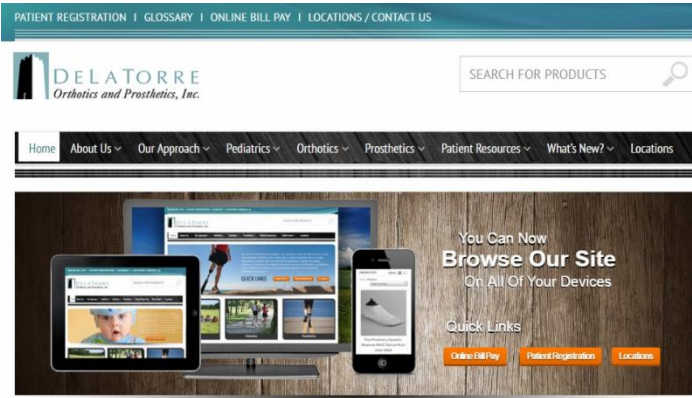 PATIENT REGISTRATION I GLOSSARY I ONLINE BILL PAY I LOCATIONS / CONTACT US
DELATORRE
Orthotics and Prosthetics, Inc.
SEARCH FOR PRODUCTS
Home About Us Our Approach Pediatrics Orthotics Prosthetics Patient Resources What's New? Locations
You Can Now
Browse Our Site
On All Of Your Devices
Quick Links
Online Bill Pay Patient Registration Locations
QUICK LINKS